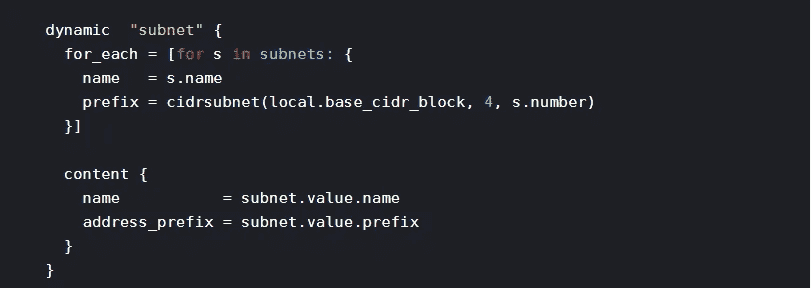 dynamic  "subnet" {
  for_each = [for s in subnets: {
    name   = s.name
    prefix = cidrsubnet(local.base_cidr_block, 4, s.number)
  }]

  content {
    name           = subnet.value.name
    address_prefix = subnet.value.prefix
  }
}